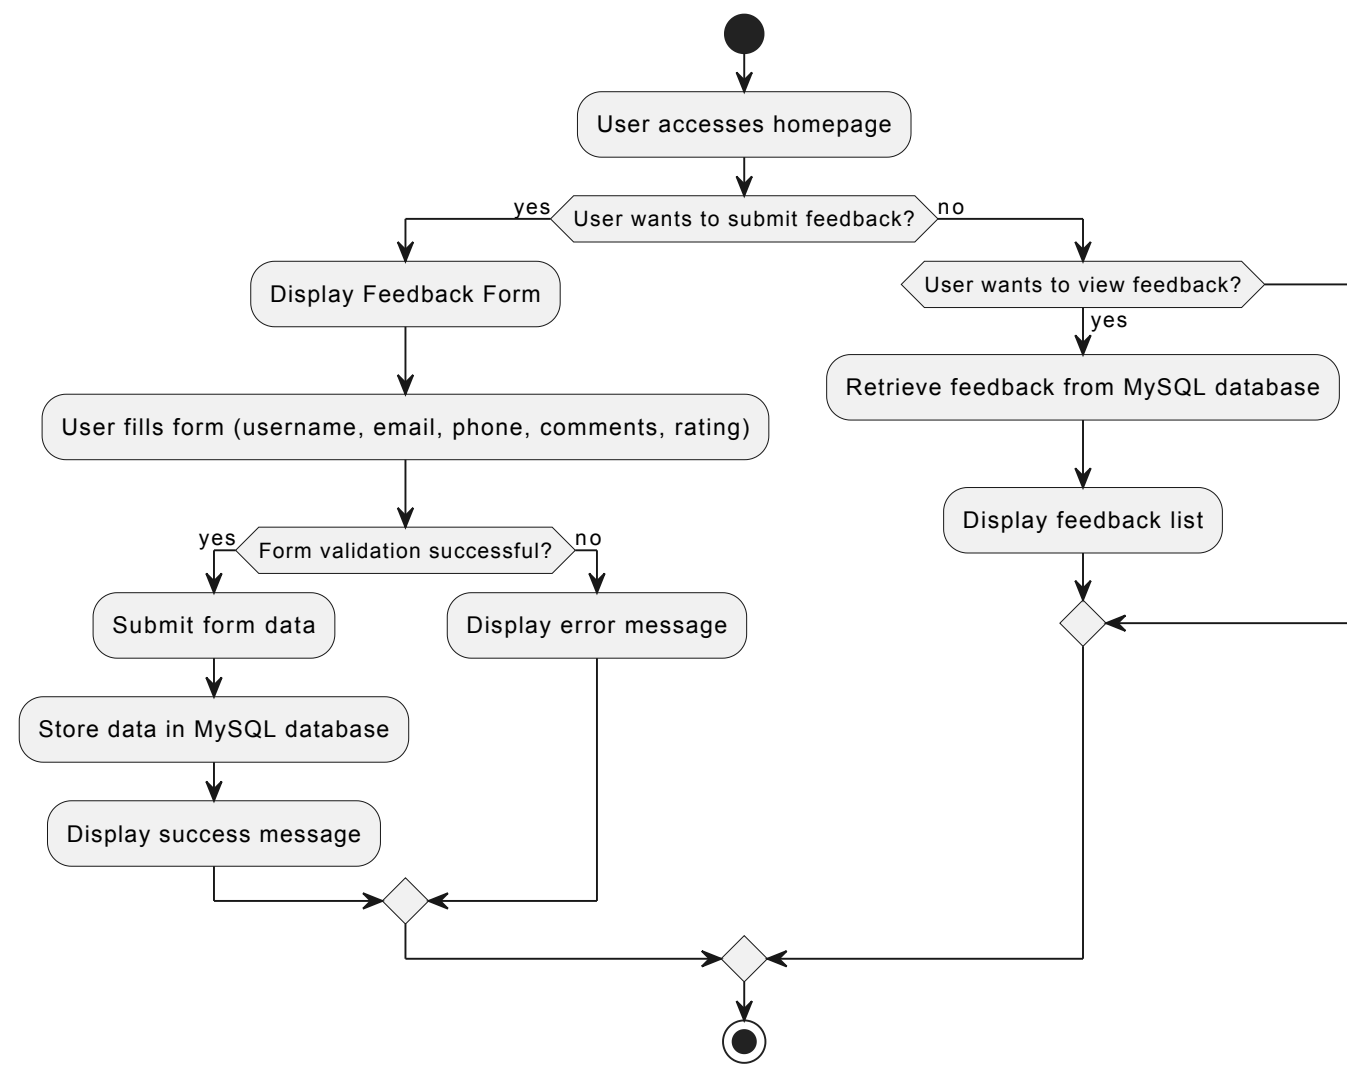 User accesses homepage
yes
User wants to submit feedback?
no
Display Feedback Form
User fills form (username, email, phone, comments, rating)
yes
Form validation successful?
no
Submit form data
Display error message
Store data in MySQL database
Display success message
User wants to view feedback?
yes
Retrieve feedback from MySQL database
Display feedback list